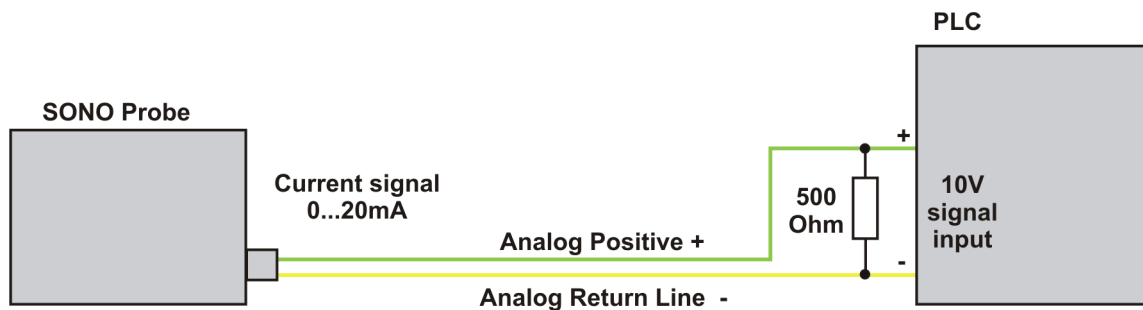 PLC
SONO Probe
Current signal
0...20mA
+
500
Ohm
10V
signal
input
Analog Positive +
-
Analog Return Line -